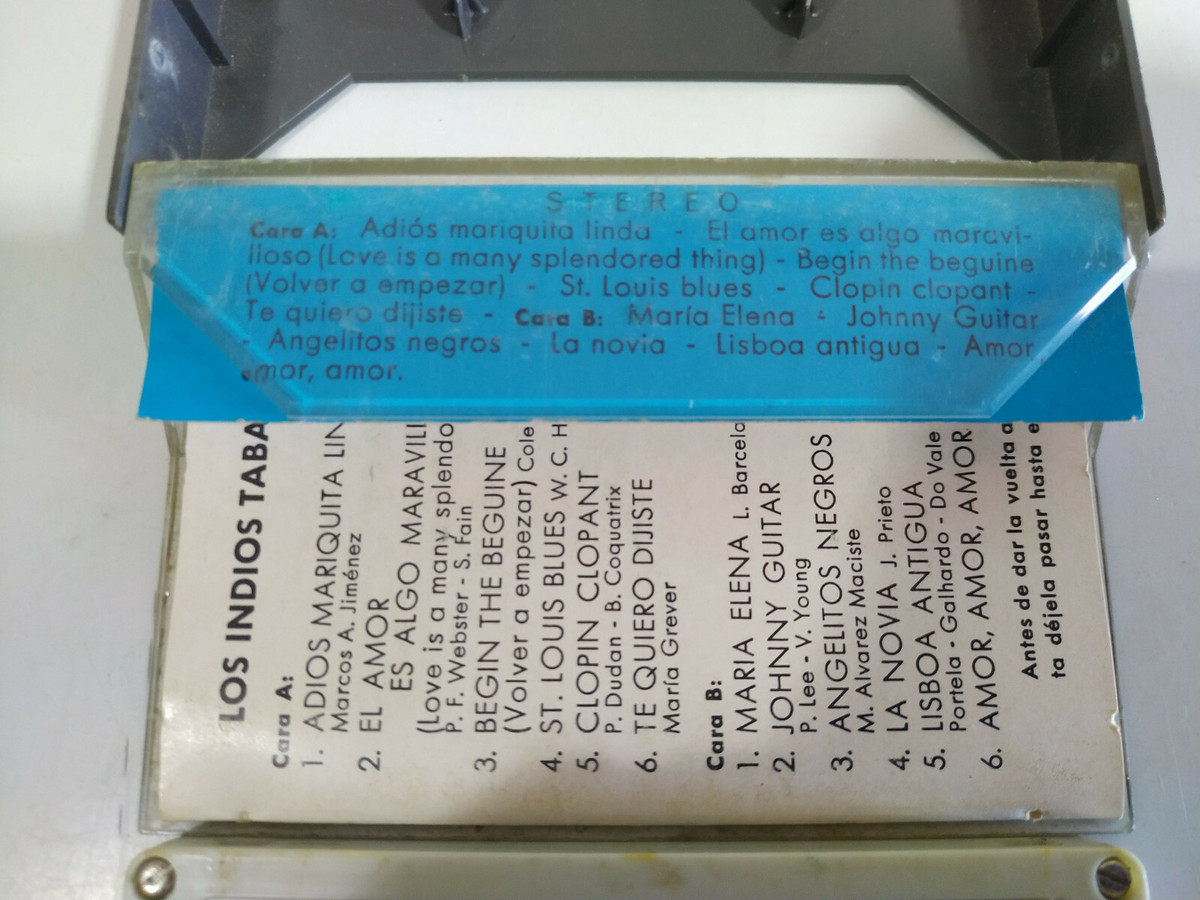 STEREO
Cara A: Adiós mariquita linda - El amor es algo maravi-
lloso (Love is a many splendored thing) - Begin the beguine
(Volver a empezar) - St. Louis blues - Clopin clopant -
Te quiero dijiste - Cara B: María Elena - Johnny Guitar
- Angelitos negros - La novia - Lisboa antigua - Amor,
amor, amor.
LOS INDIOS TABA
Cara A:
1. ADIOS MARIQUITA LIN
Marcos A. Jiménez
2. EL AMOR
ES ALGO MARAVILL
(Love is a many splendo
P. F. Webster - S. Fain
3. BEGIN THE BEGUINE
(Volver a empezar) Cole
4. ST. LOUIS BLUES W. C. H
5. CLOPIN CLOPANT
P. Dudan - B. Coquatrix
6. TE QUIERO DIJISTE
María Grever
Cara B:
1. MARIA ELENA L. Barcela
2. JOHNNY GUITAR
P. Lee - V. Young
3. ANGELITOS NEGROS
M. Alvarez Maciste
4. LA NOVIA J. Prieto
5. LISBOA ANTIGUA
Portela - Galhardo - Do Vale
6. AMOR, AMOR, AMOR
Antes de dar la vuelta a
ta déjela pasar hasta e